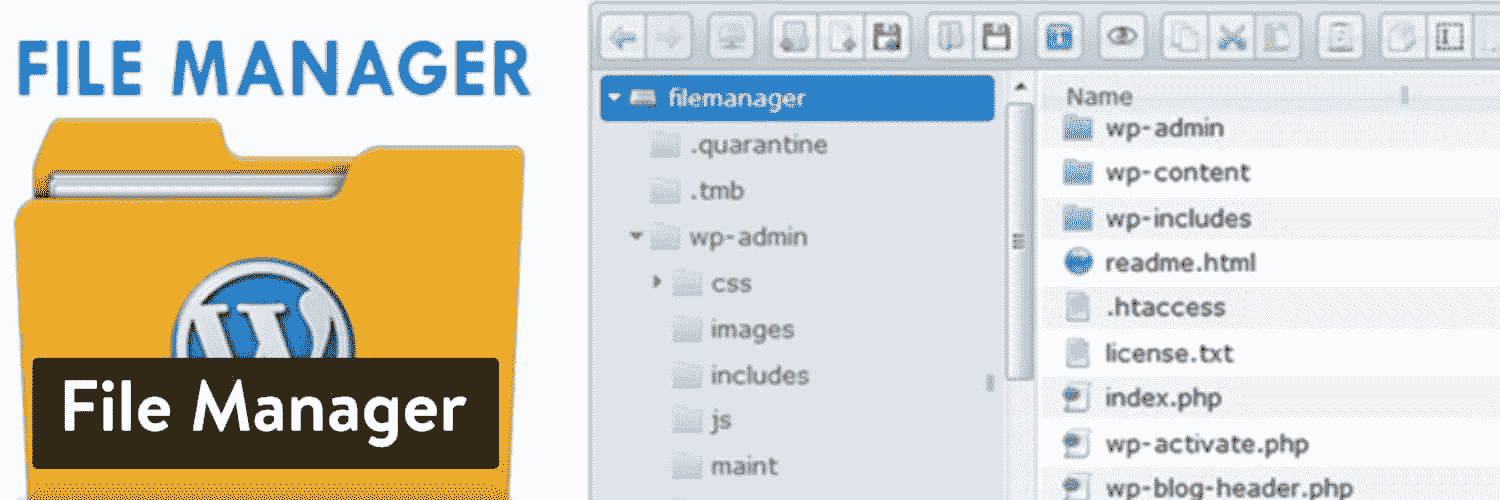 FILE MANAGER
File Manager
filemanager
.quarantine
.tmb
wp-admin
css
images
includes
js
maint
Name
wp-admin
wp-content
wp-includes
readme.html
.htaccess
license.txt
index.php
wp-activate.php
wp-blog-header.php